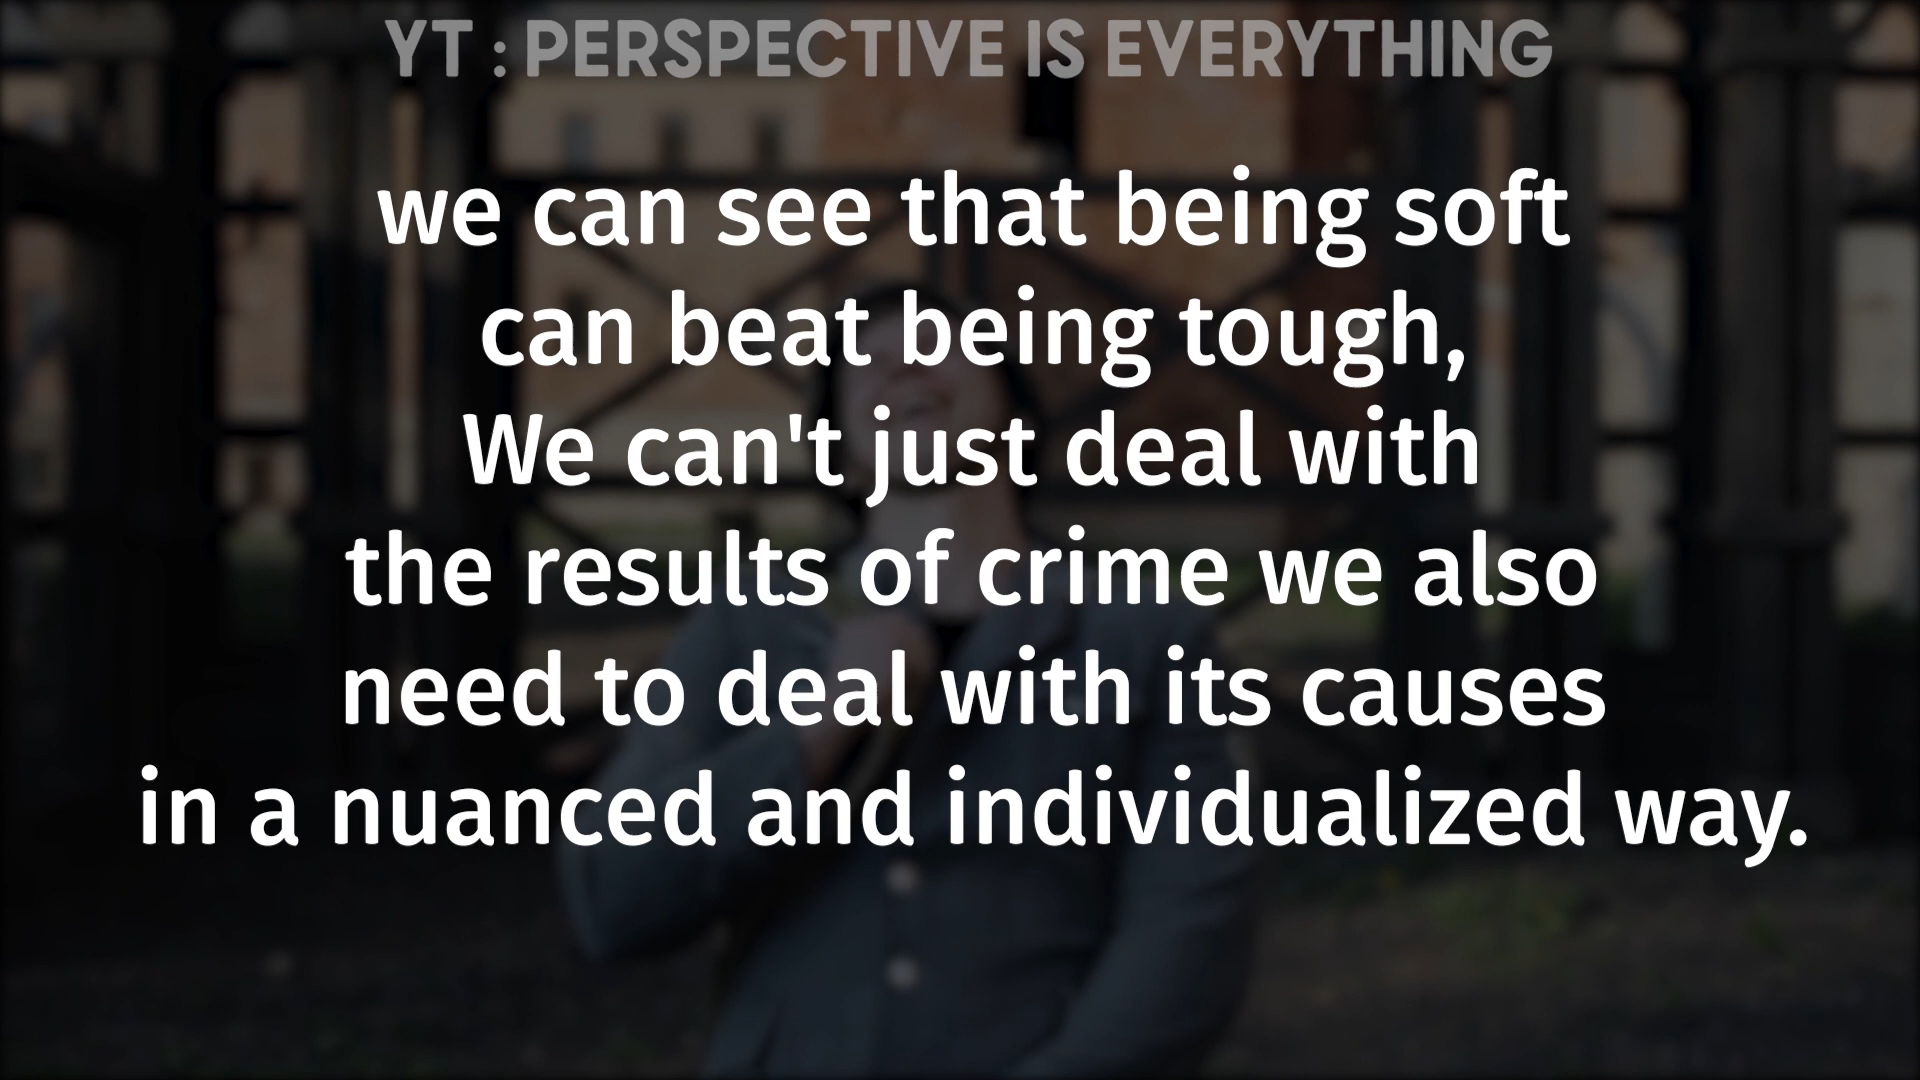 YT : PERSPECTIVE IS EVERYTHING
we can see that being soft
can beat being tough,
We can't just deal with
the results of crime we also
need to deal with its causes
in a nuanced and individualized way.